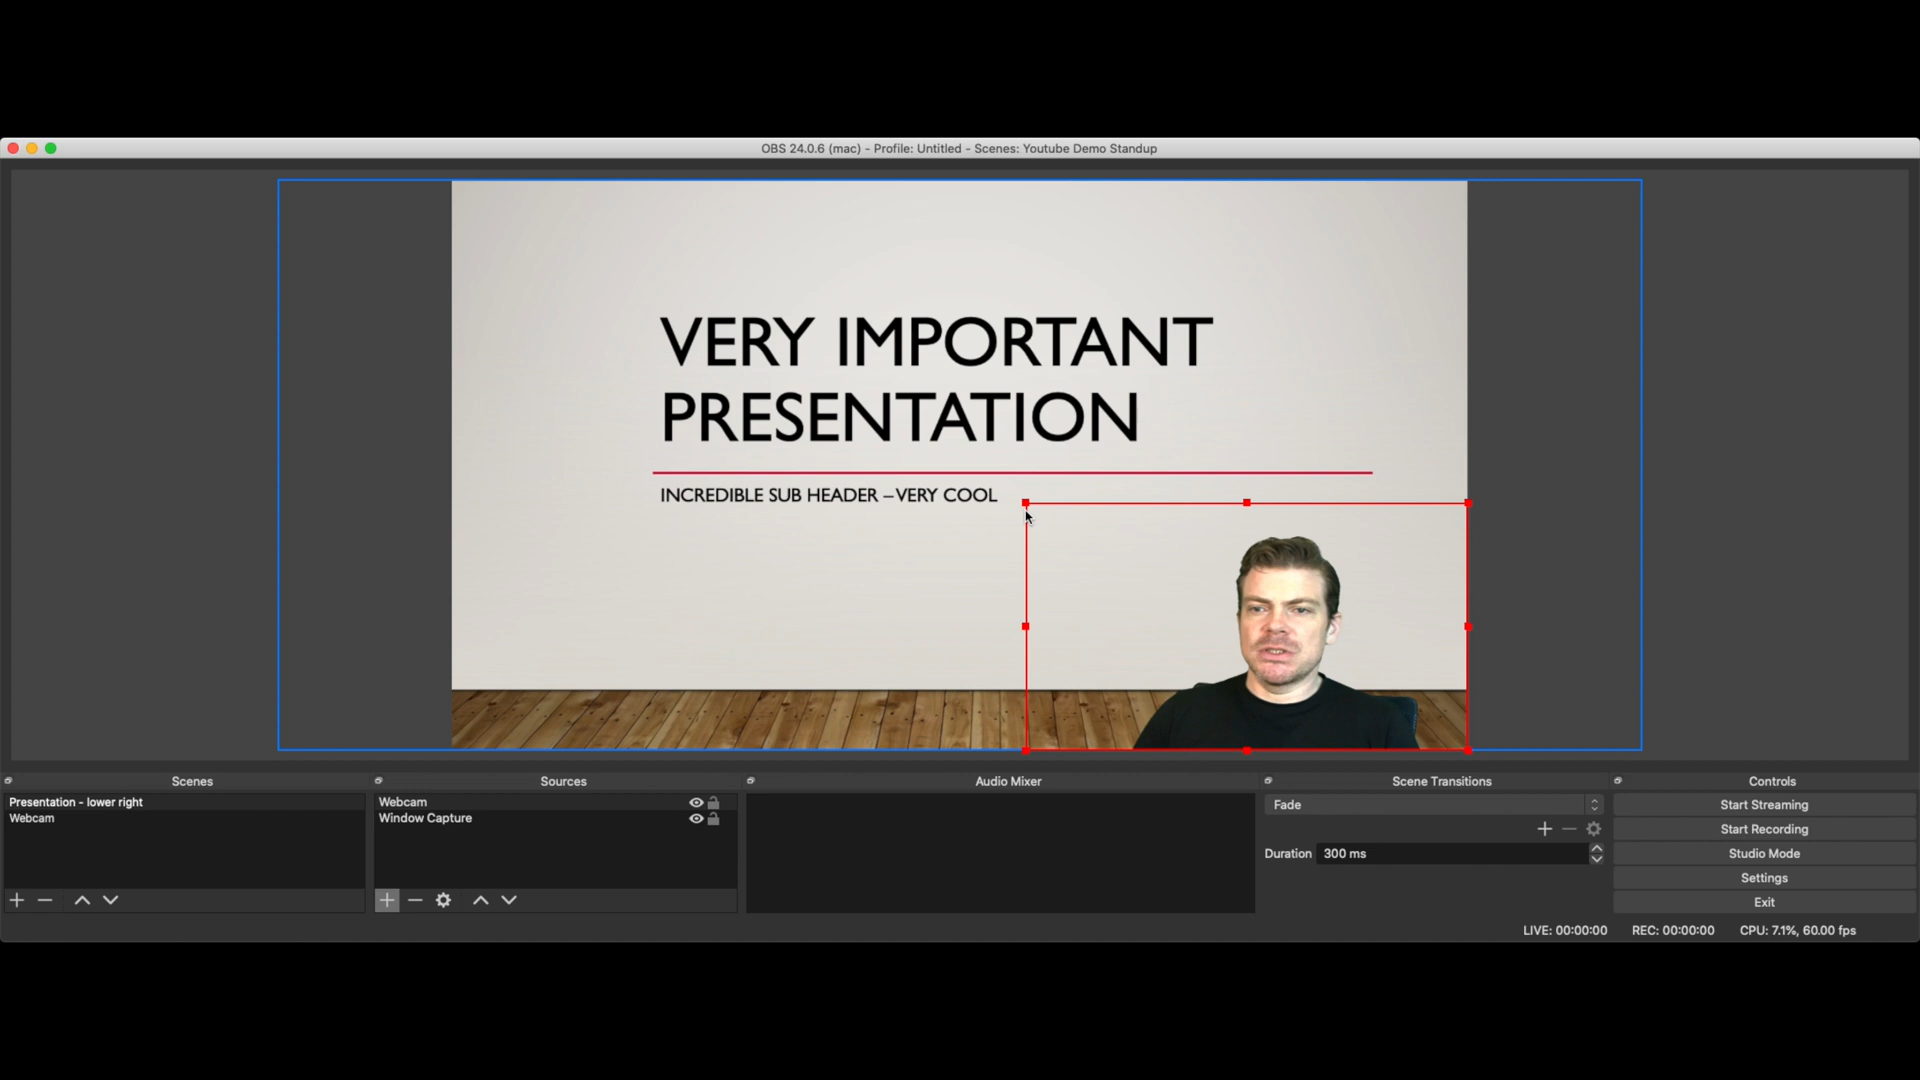 OBS 24.0.6 (mac) - Profile: Untitled - Scenes: Youtube Demo Standup
VERY IMPORTANT
PRESENTATION
INCREDIBLE SUB HEADER – VERY COOL
Scenes
Presentation - lower right
Webcam
Sources
Webcam
Window Capture
Audio Mixer
Scene Transitions
Fade
Duration 300 ms
Controls
Start Streaming
Start Recording
Studio Mode
Settings
Exit
LIVE: 00:00:00 REC: 00:00:00 CPU: 7.1%, 60.00 fps